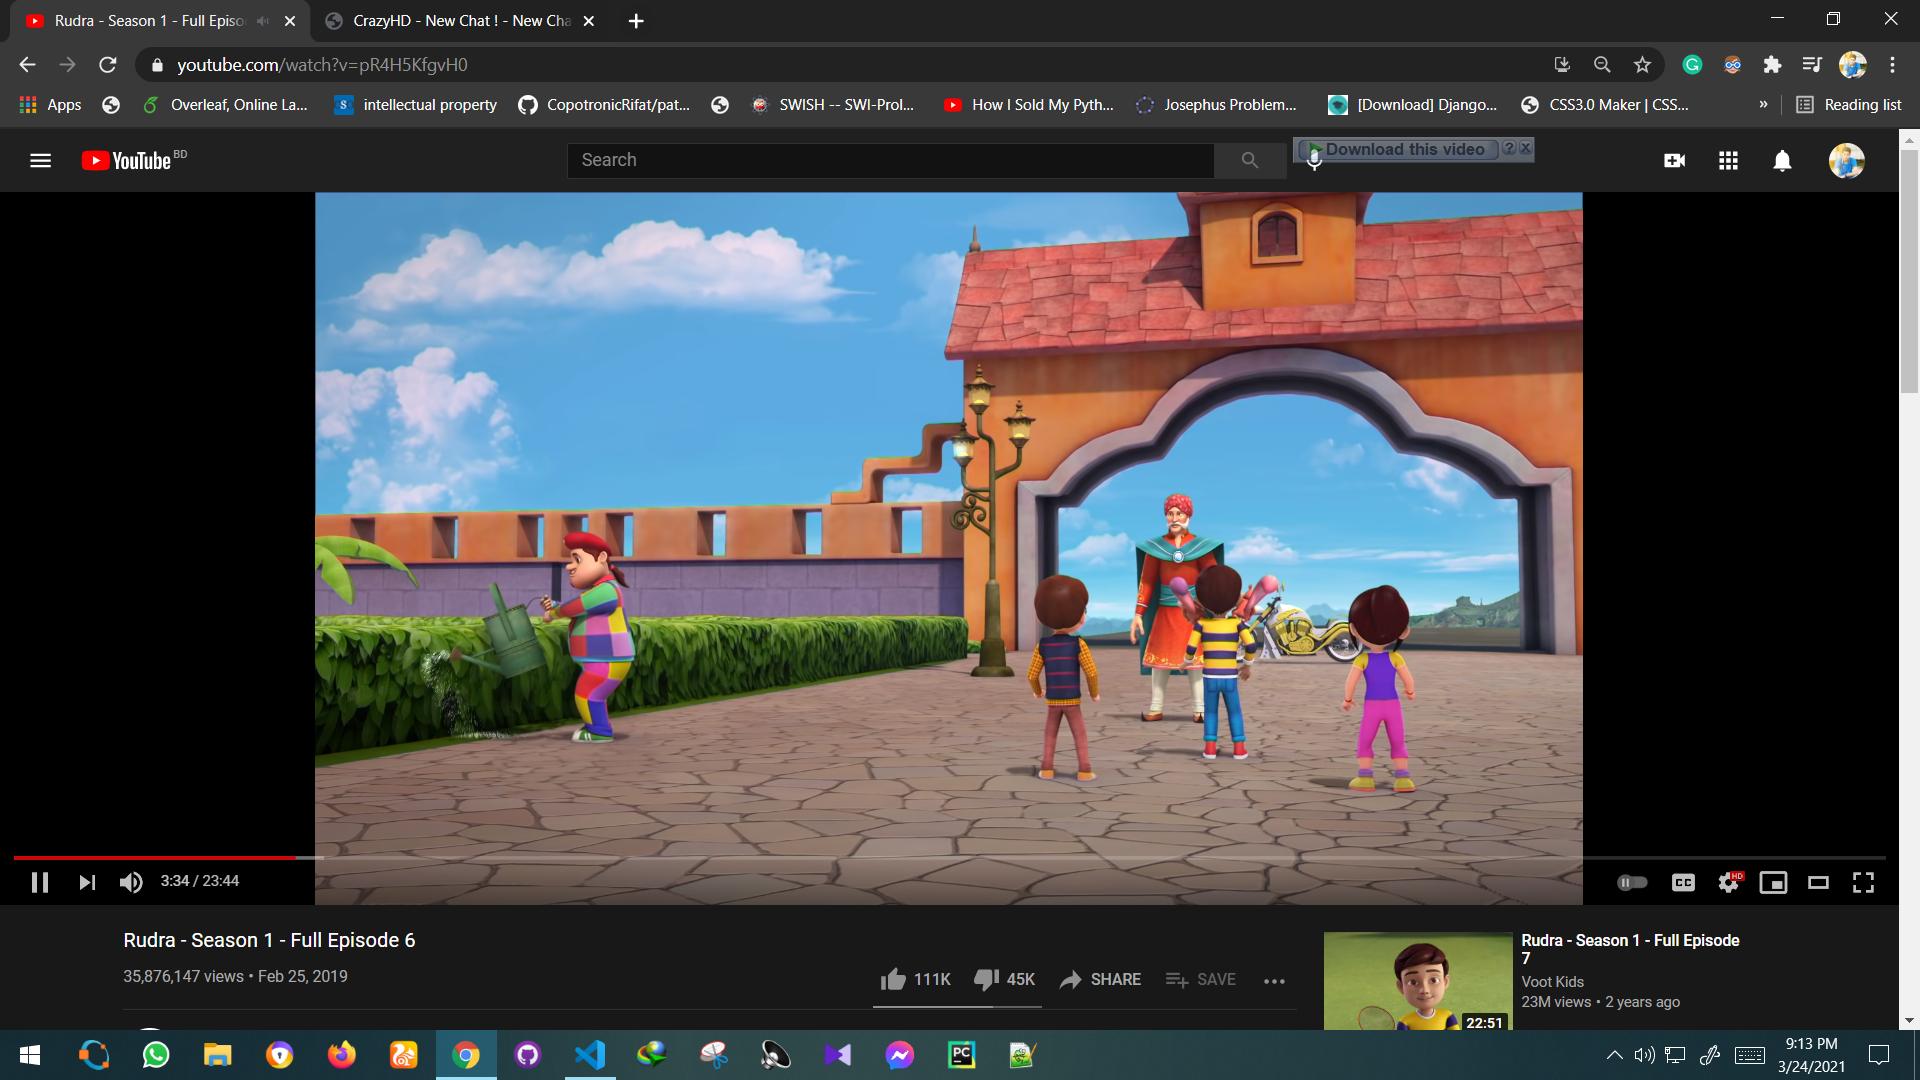 Rudra - Season 1 - Full Episo
CrazyHD - New Chat ! - New Cha
youtube.com/watch?v=pR4H5KfgvH0
Apps
Overleaf, Online La...
intellectual property
CopotronicRifat/pat...
SWISH -- SWI-Prol...
How I Sold My Pyth...
Josephus Problem...
[Download] Django...
CSS3.0 Maker | CSS...
»
Reading list
YouTube BD
Search
Download this video
3:34 / 23:44
CC
HD
Rudra - Season 1 - Full Episode 6
35,876,147 views • Feb 25, 2019
111K
45K
SHARE
SAVE
Rudra - Season 1 - Full Episode
7
Voot Kids
23M views • 2 years ago
22:51
PC
9:13 PM
3/24/2021